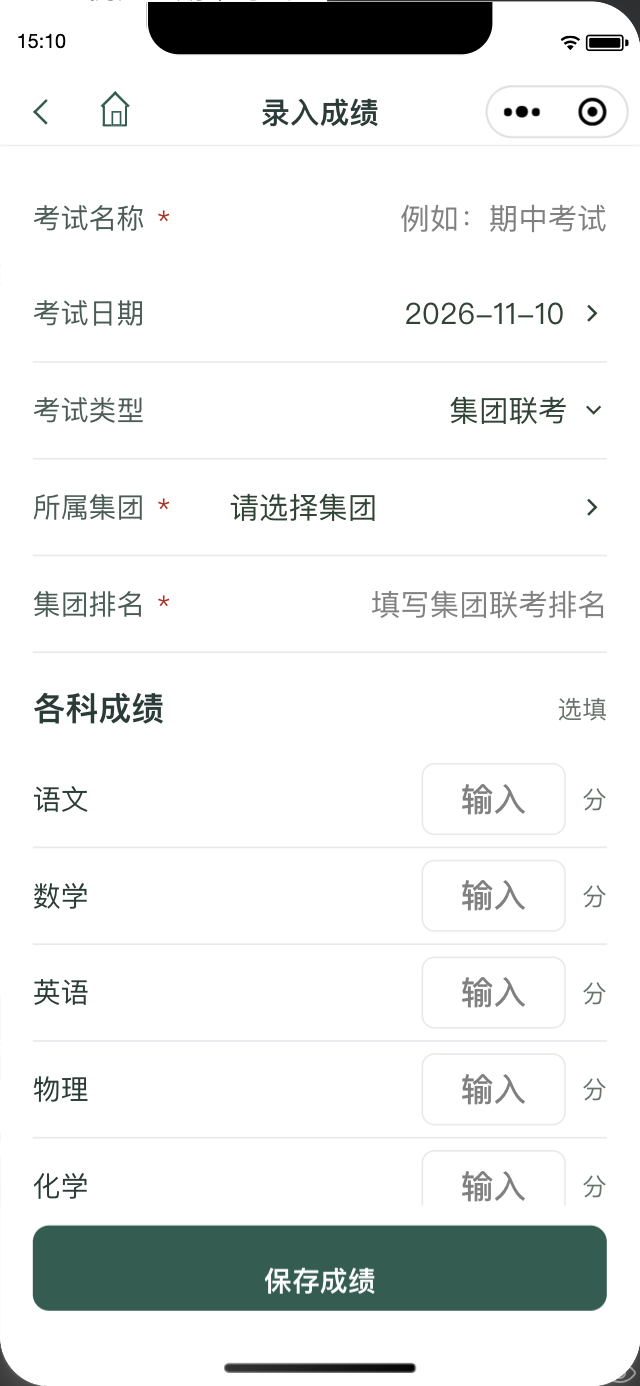 15:10
录入成绩
考试名称 * 例如：期中考试
考试日期 2026-11-10
考试类型 集团联考
所属集团 * 请选择集团
集团排名 * 填写集团联考排名
各科成绩 选填
语文 输入 分
数学 输入 分
英语 输入 分
物理 输入 分
化学 输入 分
保存成绩